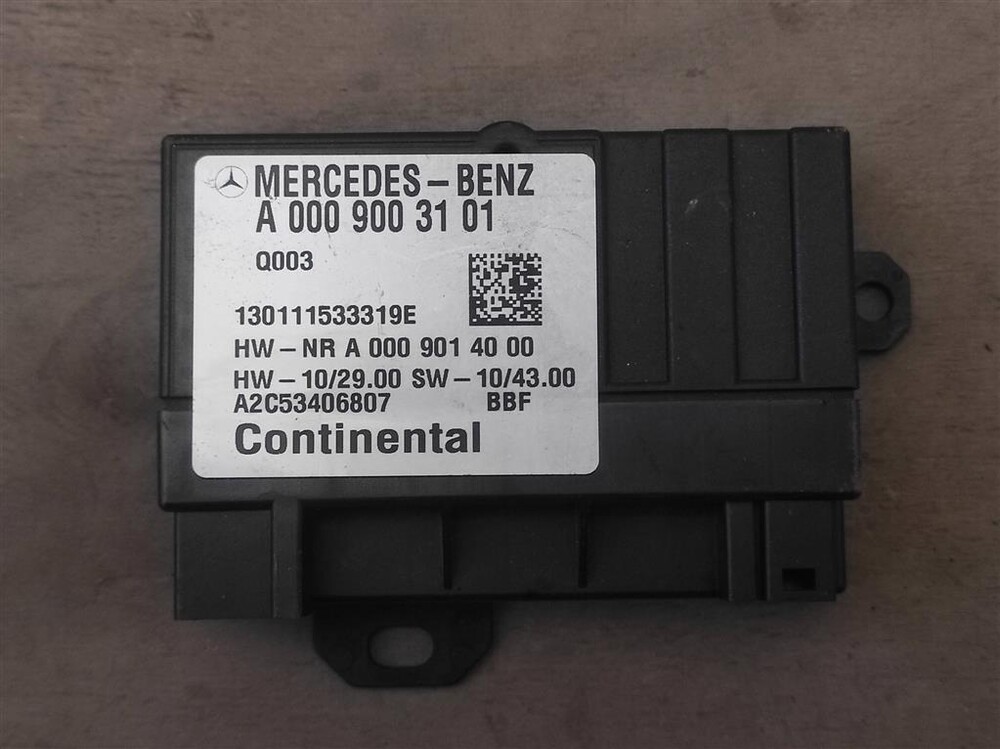 MERCEDES-BENZ
A 000 900 31 01
Q003
130111533319E
HW-NR A 000 901 40 00
HW-10/29.00 SW-10/43.00
A2C53406807 BBF
Continental